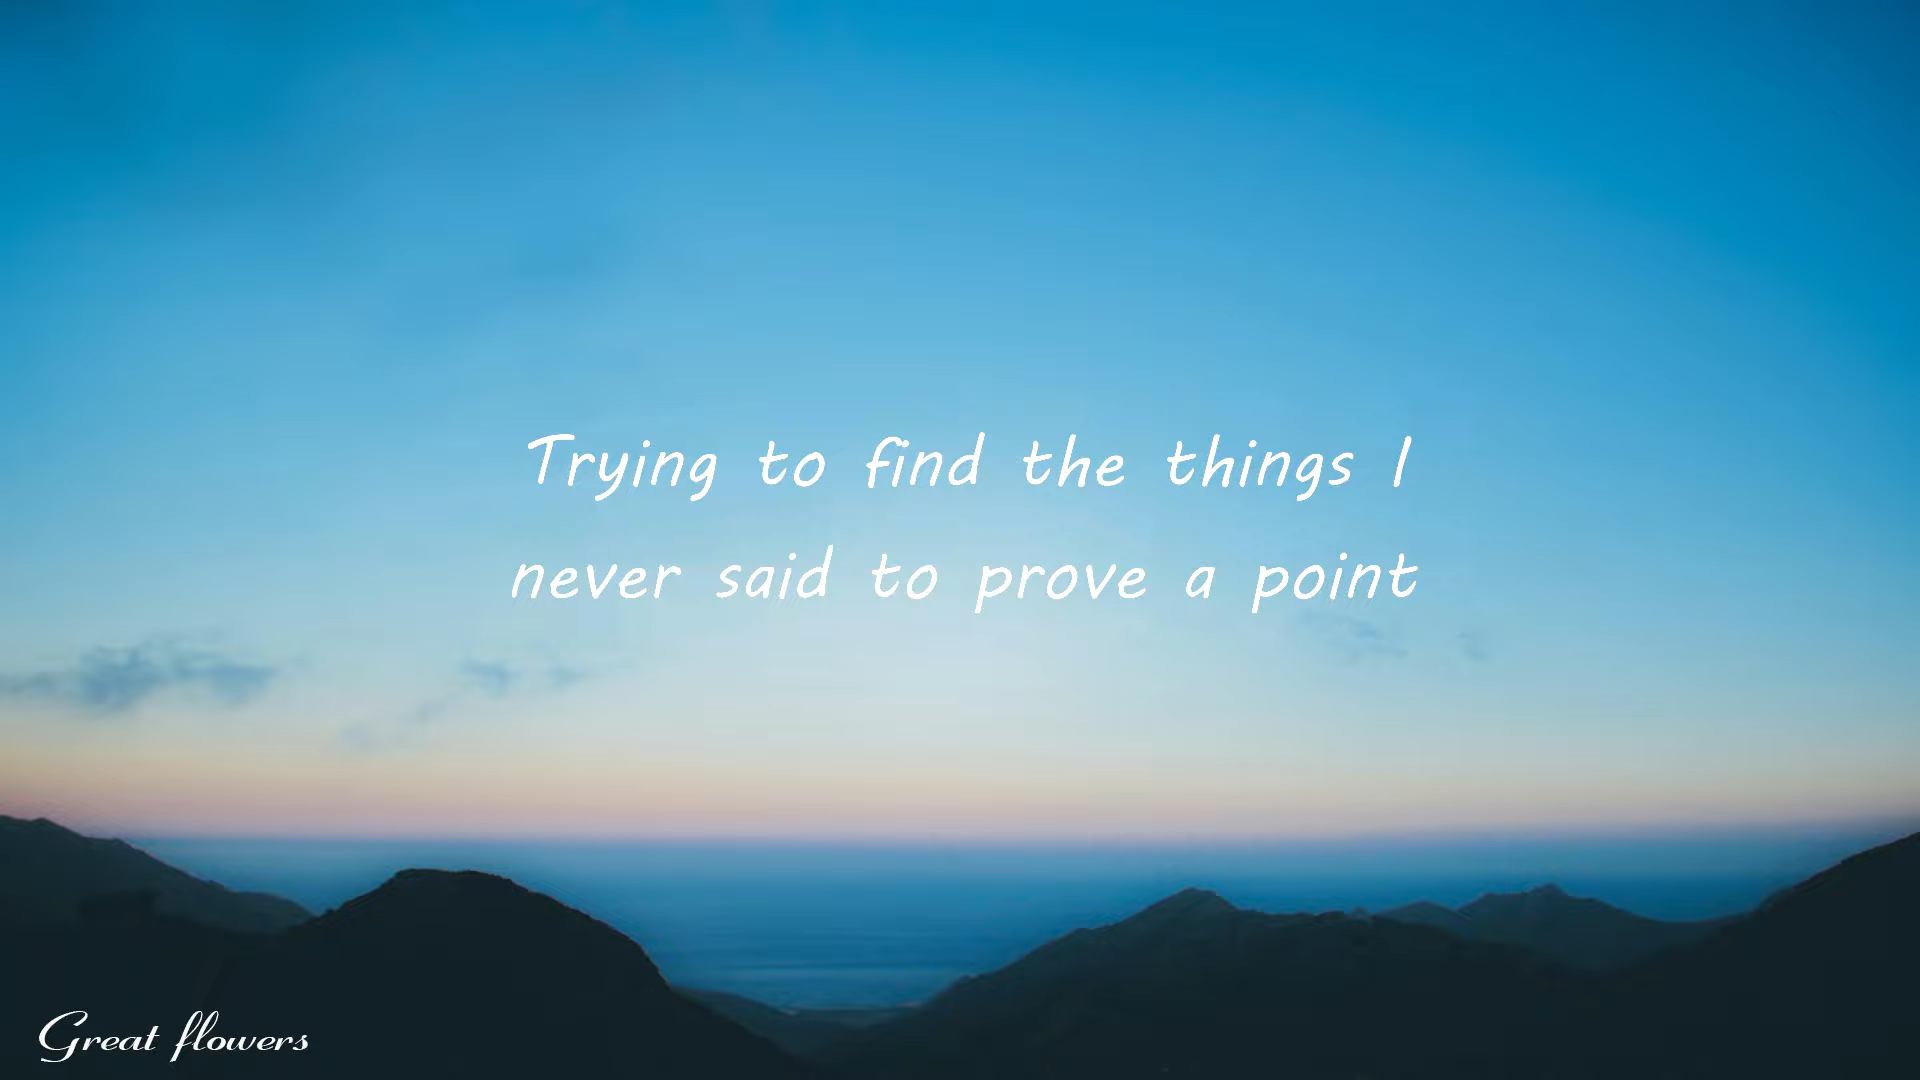 Trying to find the things I
never said to prove a point
Great flowers